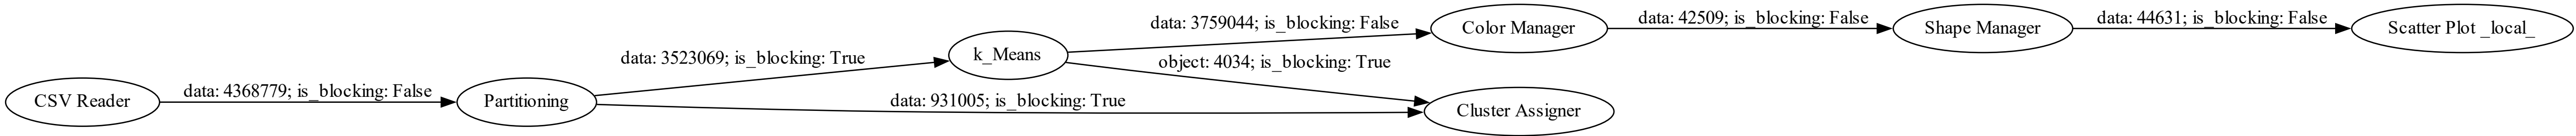 CSV Reader
data: 4368779; is_blocking: False
Partitioning
data: 3523069; is_blocking: True
data: 931005; is_blocking: True
k_Means
data: 3759044; is_blocking: False
object: 4034; is_blocking: True
Color Manager
Cluster Assigner
data: 42509; is_blocking: False
Shape Manager
data: 44631; is_blocking: False
Scatter Plot _local_